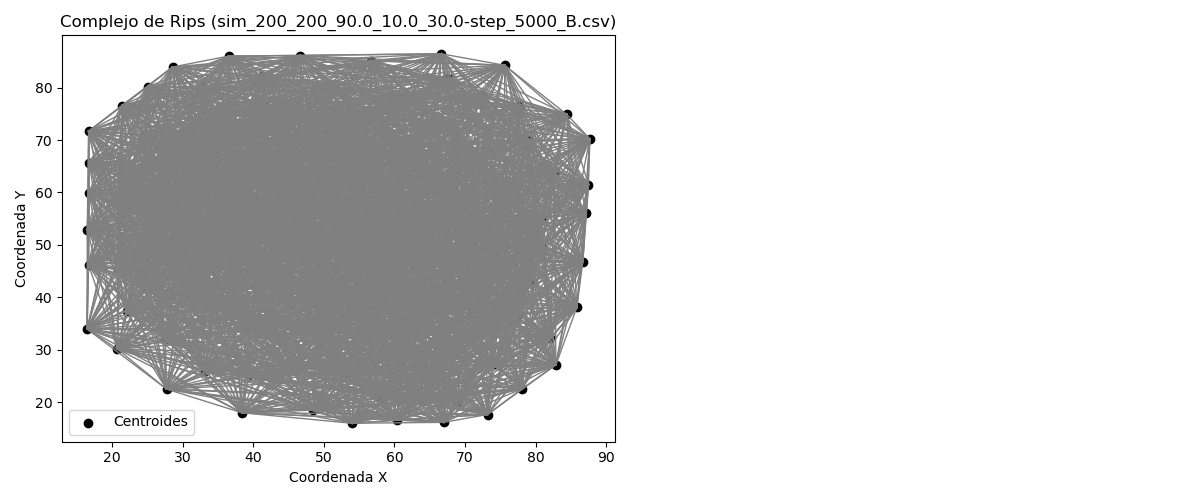 Complejo de Rips (sim_200_200_90.0_10.0_30.0-step_5000_B.csv)
Coordenada Y
80
70
60
50
40
30
20
Centroides
20 30 40 50 60 70 80 90
Coordenada X